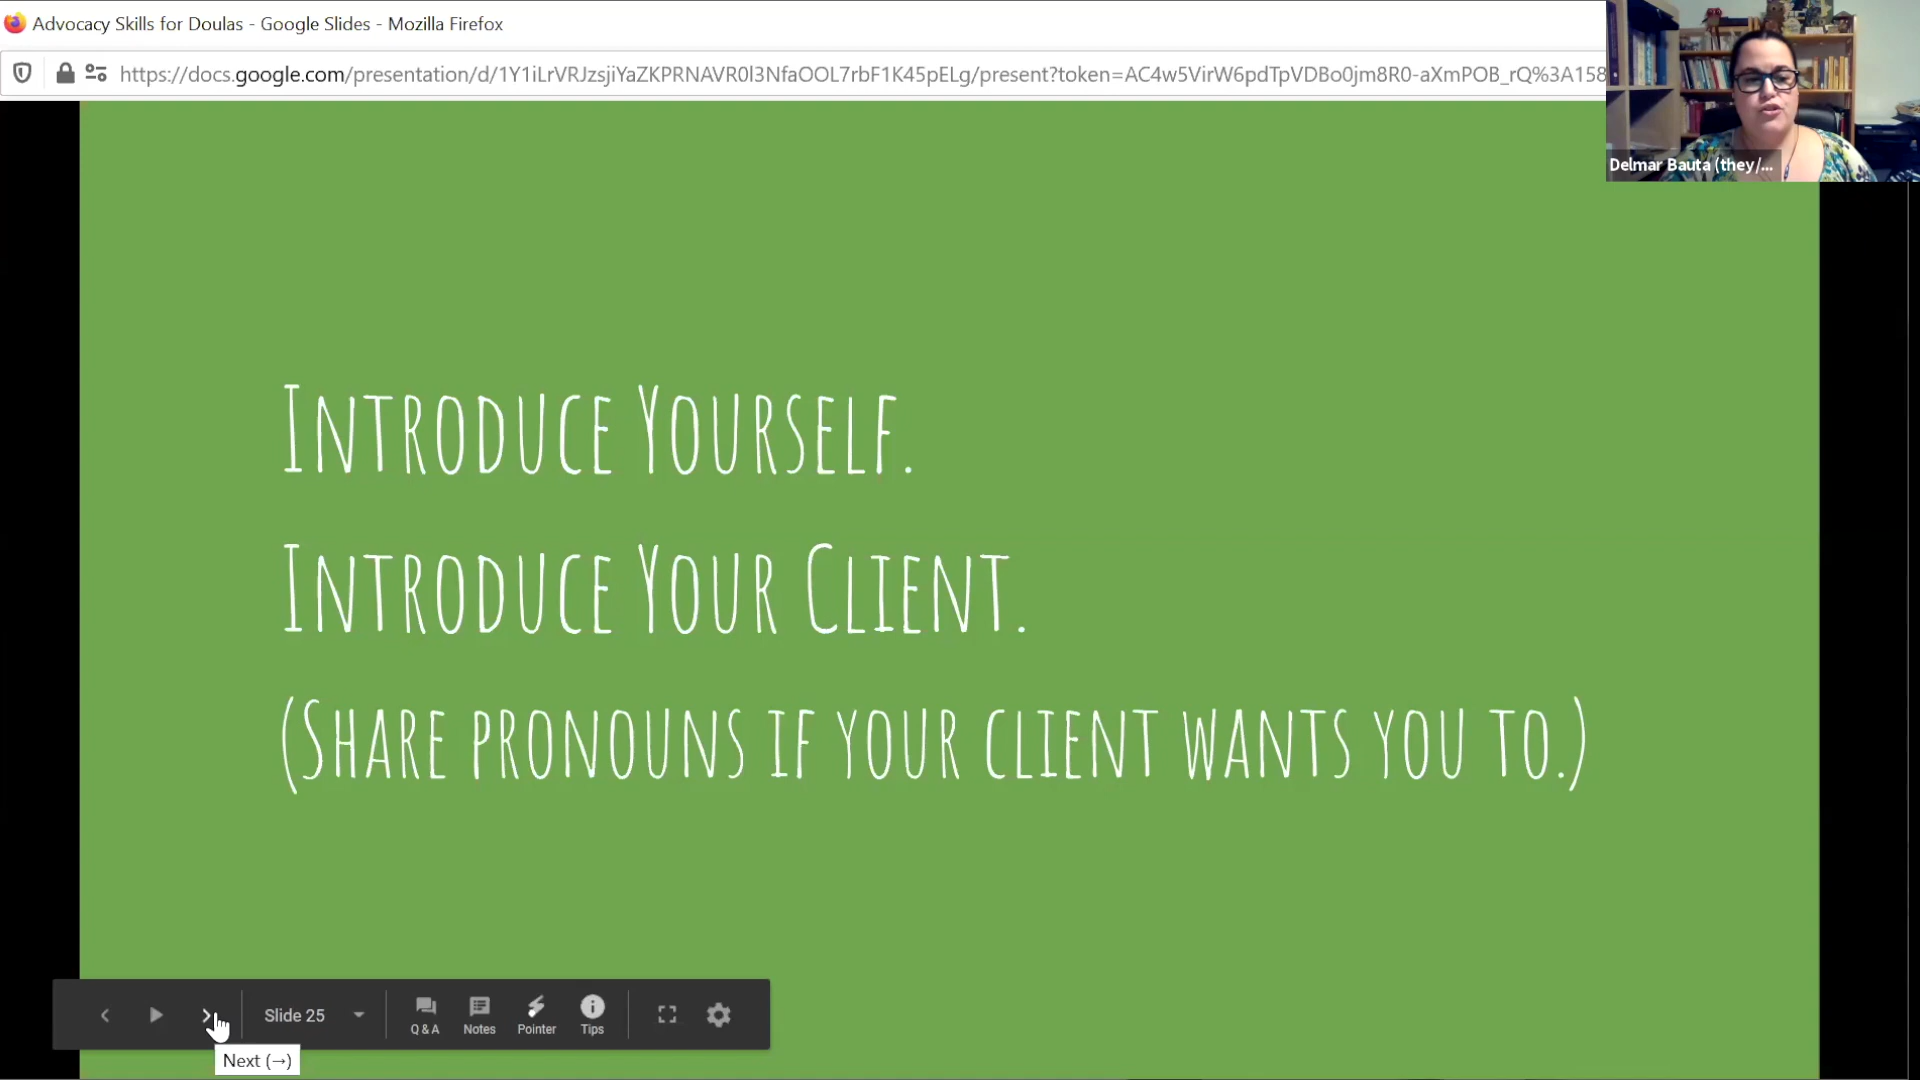 Advocacy Skills for Doulas - Google Slides - Mozilla Firefox
https://docs.google.com/presentation/d/1Y1iLrVRJzsjiYaZKPRNAVR0l3NfaOOL7rbF1K45pELg/present?token=AC4w5VirW6pdTpVDBo0jm8R0-aXmPOB_rQ%3A158
Delmar Bauta (they/...
Introduce Yourself.
Introduce Your Client.
(Share pronouns if your client wants you to.)
Slide 25
Q & A
Notes
Pointer
Tips
Next (→)